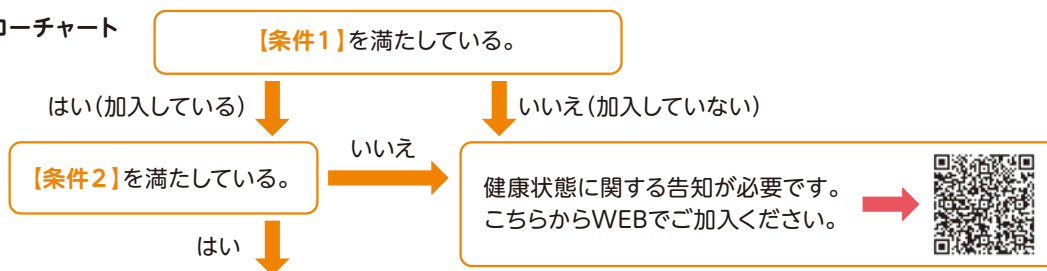 ローチャート
【条件1】を満たしている。
はい(加入している)
いいえ(加入していない)
【条件2】を満たしている。
いいえ
健康状態に関する告知が必要です。
こちらからWEBでご加入ください。
はい